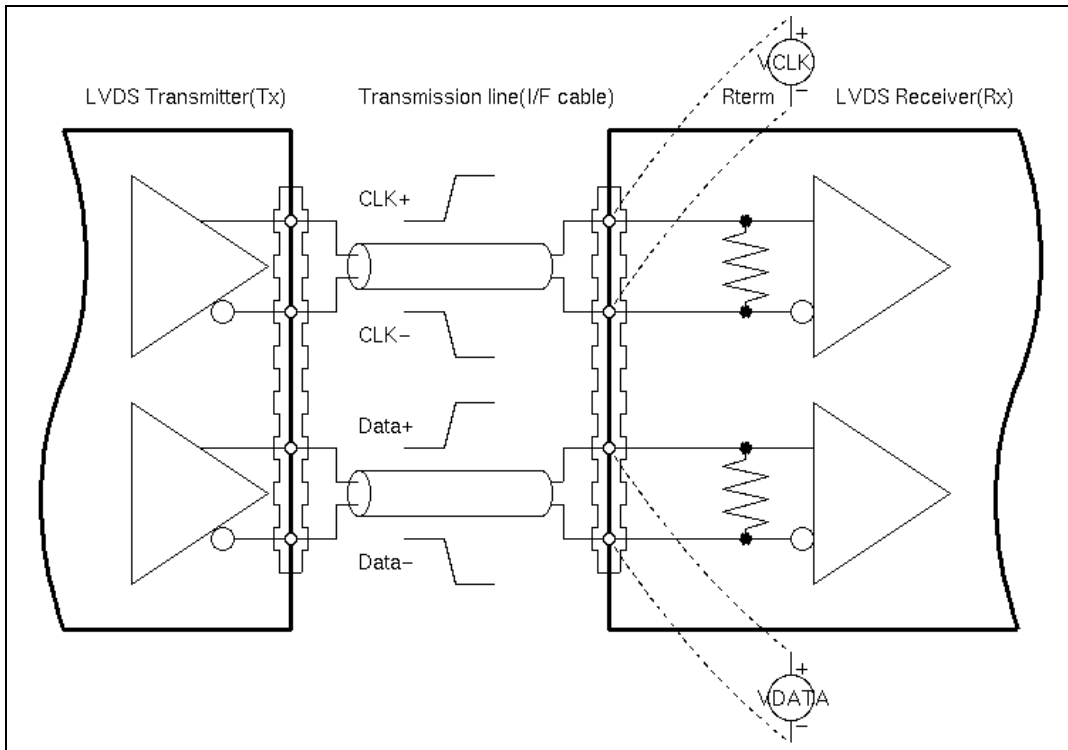 +
VCLK
−
LVDS Transmitter(Tx)
Transmission line(I/F cable)
Rterm
LVDS Receiver(Rx)
CLK+
CLK−
Data+
Data−
+
VDATA
−